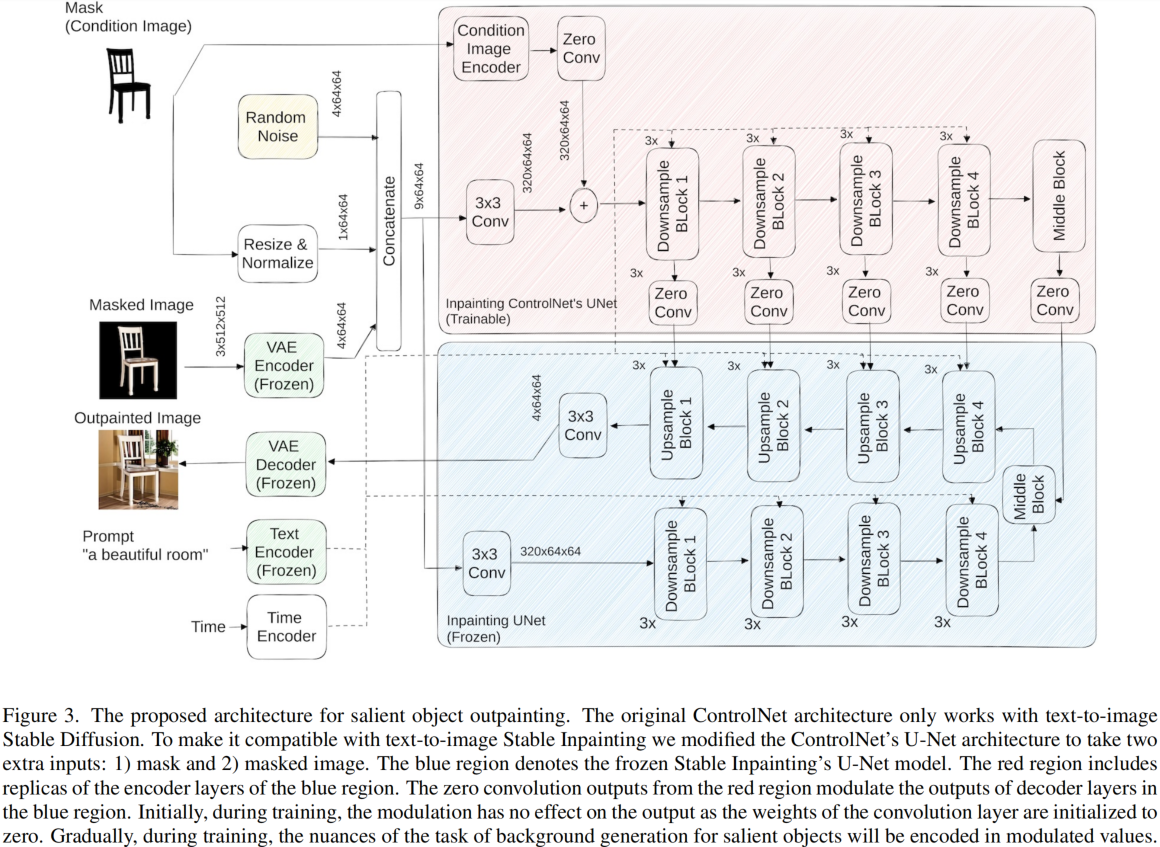 Mask
(Condition Image)
Condition
Image
Encoder
Zero
Conv
Random
Noise
4x64x64
320x64x64
320x64x64
3x
3x
3x
3x
Downsample
BLock 1
Downsample
BLock 2
Downsample
BLock 3
Downsample
BLock 4
Middle Block
1x64x64
Concatenate
9x64x64
3x3
Conv
+
Resize &
Normalize
3x
3x
3x
3x
Zero
Conv
Zero
Conv
Zero
Conv
Zero
Conv
Zero
Conv
Inpainting ControlNet's UNet
(Trainable)
Masked Image
3x512x512
VAE
Encoder
(Frozen)
4x64x64
3x
3x
3x
3x
4x64x64
3x3
Conv
Upsample
Block 1
Upsample
Block 2
Upsample
Block 3
Upsample
Block 4
Outpainted Image
VAE
Decoder
(Frozen)
Middle
Block
Prompt
"a beautiful room"
Text
Encoder
(Frozen)
3x3
Conv
320x64x64
Downsample
BLock 1
Downsample
BLock 2
Downsample
BLock 3
Downsample
BLock 4
3x
3x
3x
3x
Time
Time
Encoder
Inpainting UNet
(Frozen)
Figure 3. The proposed architecture for salient object outpainting. The original ControlNet architecture only works with text-to-image
Stable Diffusion. To make it compatible with text-to-image Stable Inpainting we modified the ControlNet's U-Net architecture to take two
extra inputs: 1) mask and 2) masked image. The blue region denotes the frozen Stable Inpainting's U-Net model. The red region includes
replicas of the encoder layers of the blue region. The zero convolution outputs from the red region modulate the outputs of decoder layers in
the blue region. Initially, during training, the modulation has no effect on the output as the weights of the convolution layer are initialized to
zero. Gradually, during training, the nuances of the task of background generation for salient objects will be encoded in modulated values.